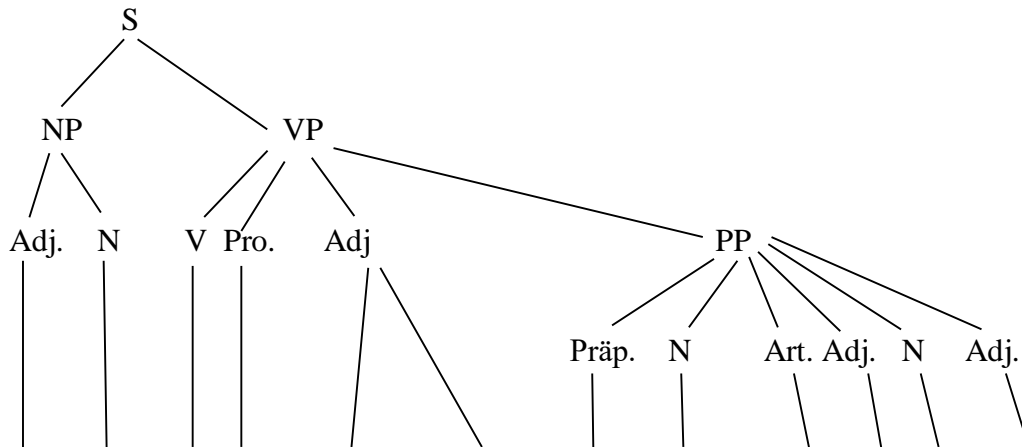 S
NP VP
Adj. N V Pro. Adj PP
Präp. N Art. Adj. N Adj.